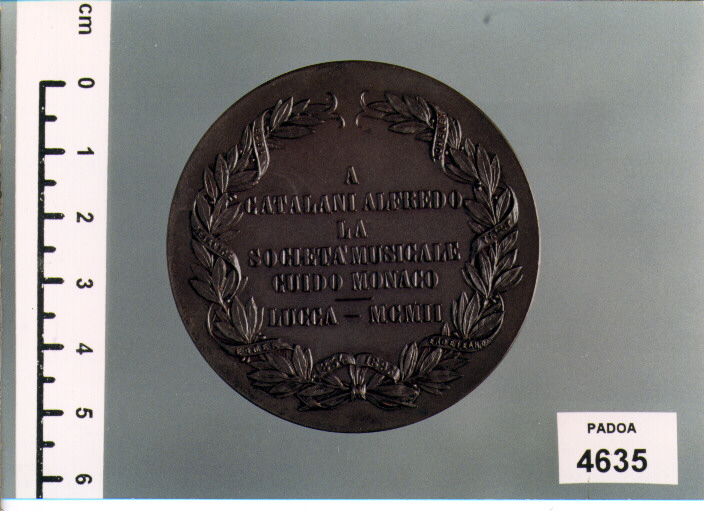 cm
0
1
2
3
4
5
6
A
CATALANI ALFREDO
LA
SOCIETA' MUSICALE
GUIDO MONACO
LUCCA – MCMII
PADOA
4635